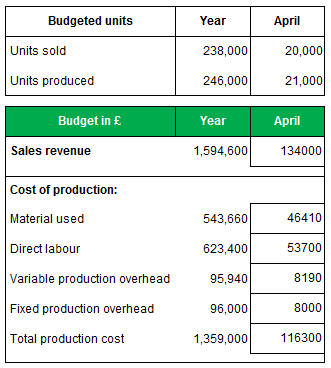 Budgeted units Year April
Units sold 238,000 20,000
Units produced 246,000 21,000
Budget in £ Year April
Sales revenue 1,594,600 134000
Cost of production:
Material used 543,660 46410
Direct labour 623,400 53700
Variable production overhead 95,940 8190
Fixed production overhead 96,000 8000
Total production cost 1,359,000 116300